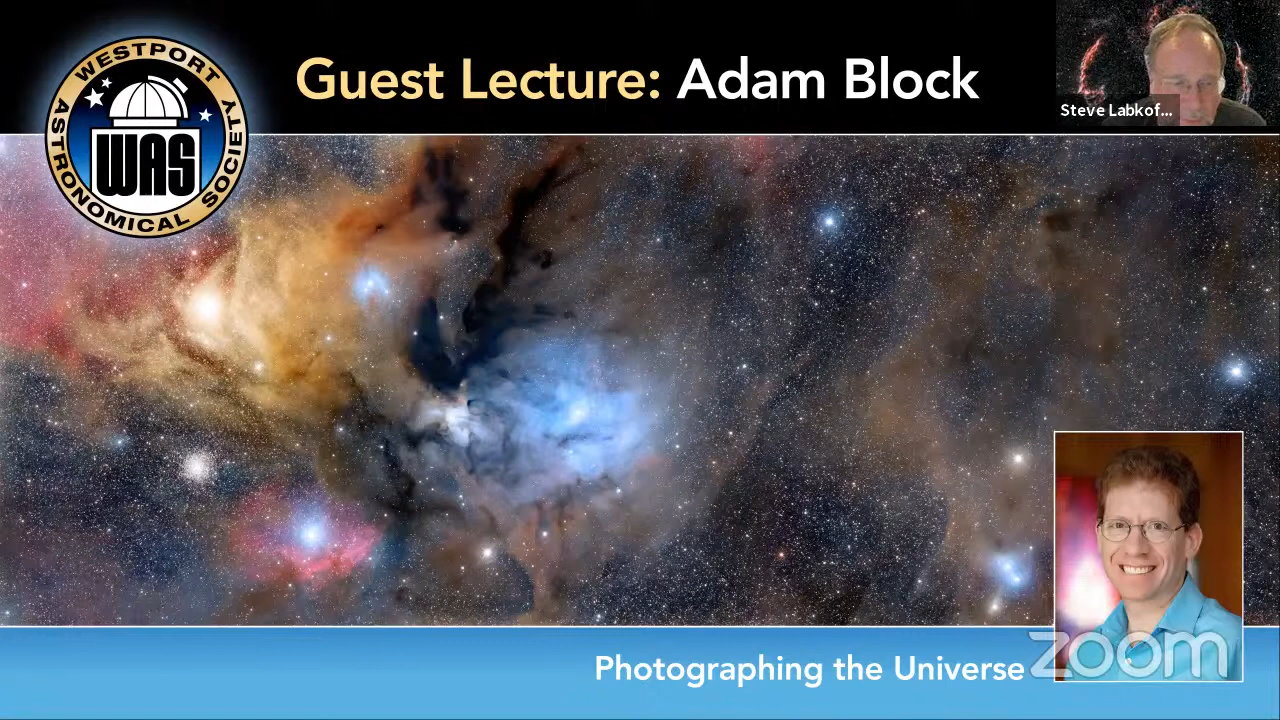 Guest Lecture: Adam Block
Steve Labkof...
WESTPORT
ASTRONOMICAL SOCIETY
WAS
Photographing the Universe
zoom